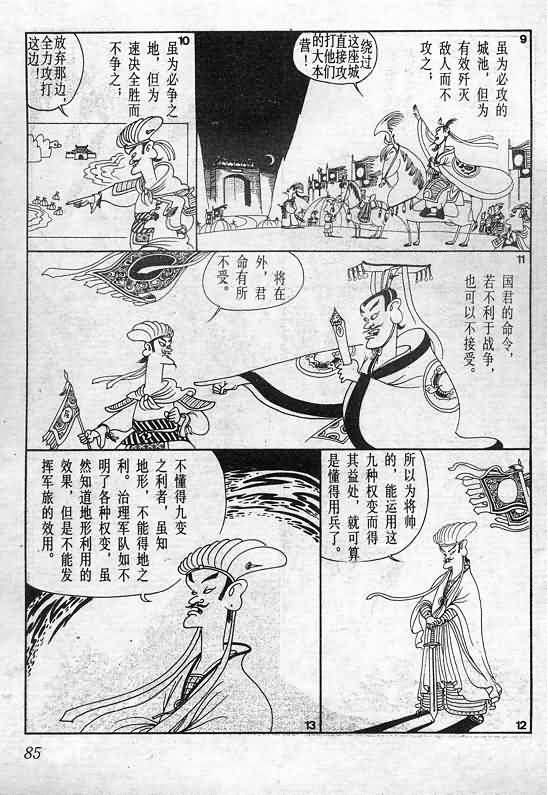 9
虽为必攻的
城池，但为
有效歼灭
敌人而不
攻之；
绕过
这座城
直接攻
打他们
的大本
营！
10
虽为必争之
地，但为
速决全胜而
不争之；
放弃那边，
全力攻打
这边！
11
国君的命令，
若不利于战争，
也可以不接受。
将在
外，君
命有所
不受。
12
所以为将帅
的，能运用这
九种权变而得
其益处，就可算
是懂得用兵了。
13
不懂得九变
之利者，虽知
地形，不能得地之
利。治理军队如不
明了各种权变，虽
然知道地形利用的
效果，但是不能发
挥军旅的效用。
85